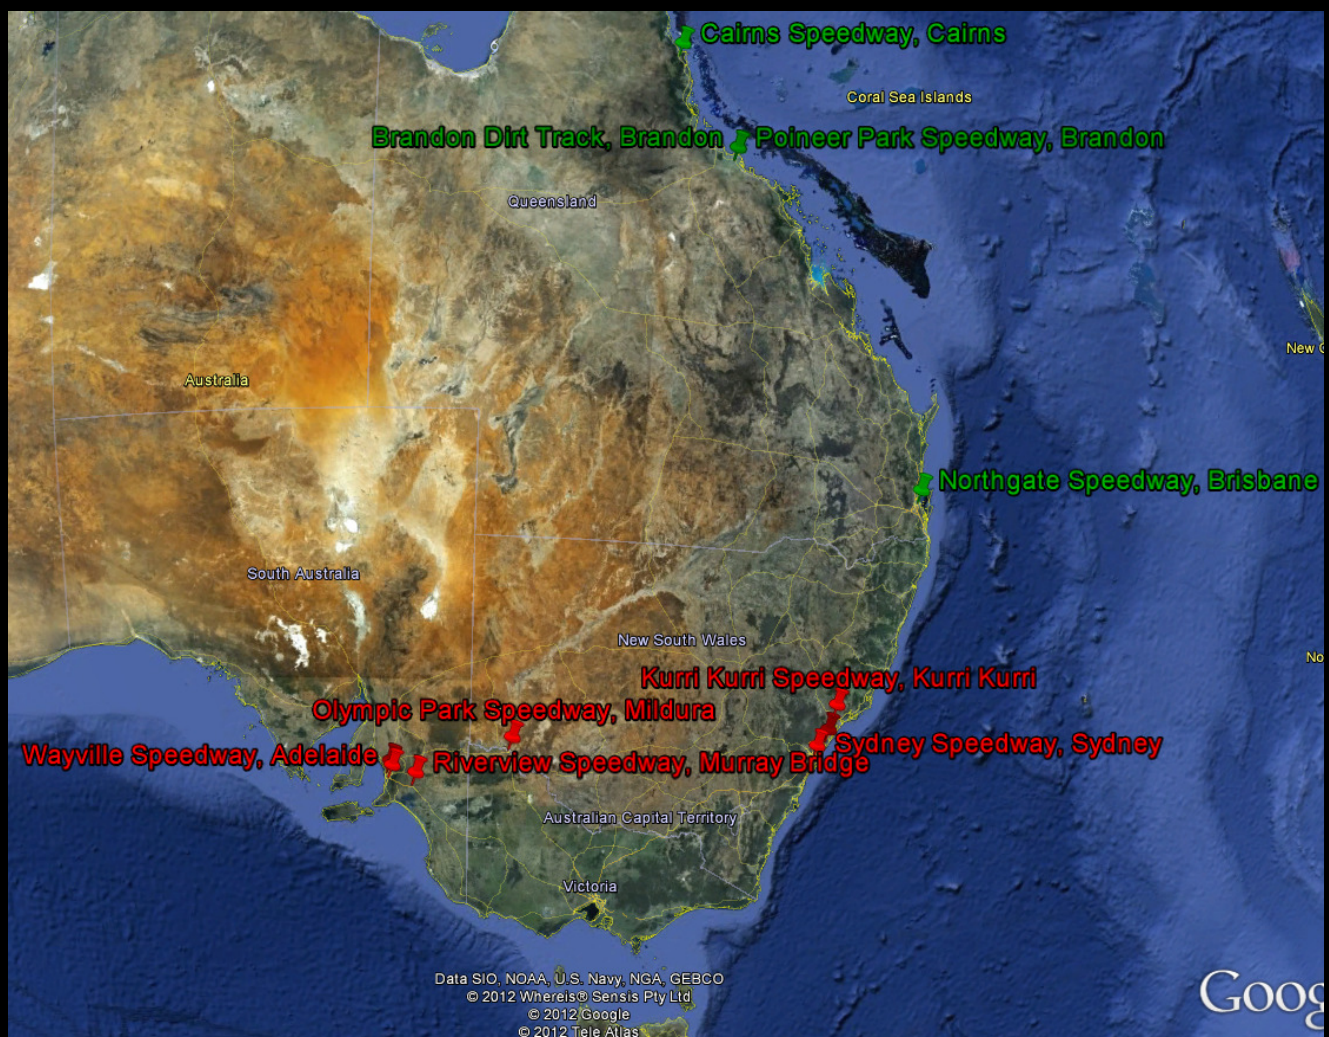 Cairns Speedway, Cairns
Coral Sea Islands
Brandon Dirt Track, Brandon
Poineer Park Speedway, Brandon
Queensland
New
Australia
Northgate Speedway, Brisbane
South Australia
New South Wales
No
Kurri Kurri Speedway, Kurri Kurri
Olympic Park Speedway, Mildura
Sydney Speedway, Sydney
Wayville Speedway, Adelaide
Riverview Speedway, Murray Bridge
Australian Capital Territory
Victoria
Data SIO, NOAA, U.S. Navy, NGA, GEBCO
© 2012 Whereis® Sensis Pty Ltd
© 2012 Google
© 2012 Tele Atlas
Goog